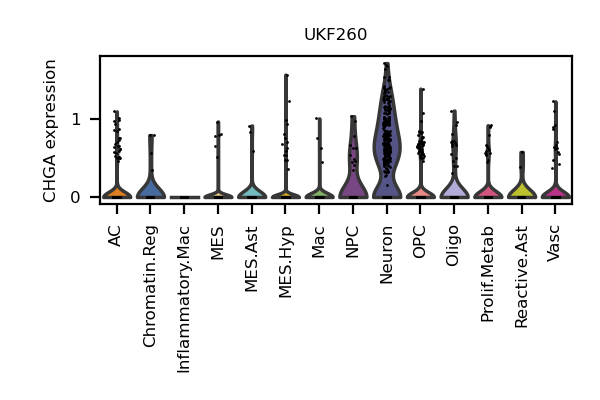 UKF260
CHGA expression
1
0
AC
Chromatin.Reg
Inflammatory.Mac
MES
MES.Ast
MES.Hyp
Mac
NPC
Neuron
OPC
Oligo
Prolif.Metab
Reactive.Ast
Vasc